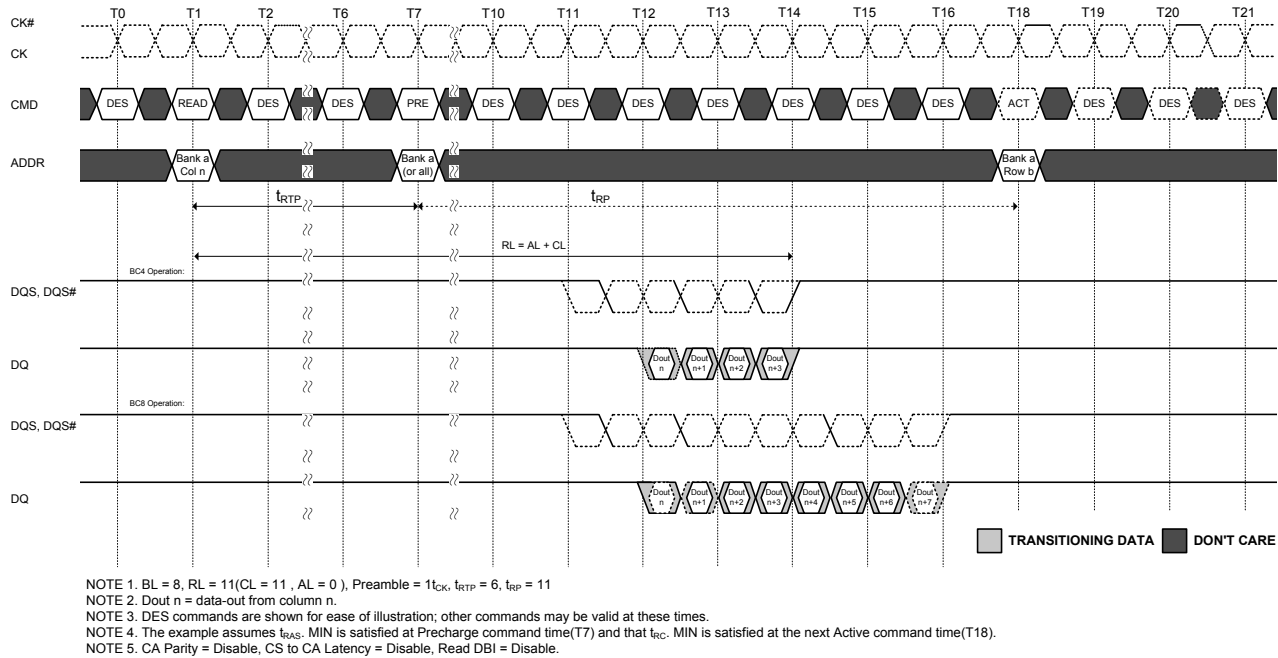 T0 T1 T2 T6 T7 T10 T11 T12 T13 T14 T15 T16 T18 T19 T20 T21
CK#
CK
CMD DES READ DES DES PRE DES DES DES DES DES DES DES ACT DES DES DES
ADDR Bank a Col n Bank a (or all) Bank a Row b
tRTP tRP
RL = AL + CL
BC4 Operation:
DQS, DQS#
DQ Dout n Dout n+1 Dout n+2 Dout n+3
BC8 Operation:
DQS, DQS#
DQ Dout n Dout n+1 Dout n+2 Dout n+3 Dout n+4 Dout n+5 Dout n+6 Dout n+7
TRANSITIONING DATA DON'T CARE
NOTE 1. BL = 8, RL = 11(CL = 11 , AL = 0 ), Preamble = 1tCK, tRTP = 6, tRP = 11
NOTE 2. Dout n = data-out from column n.
NOTE 3. DES commands are shown for ease of illustration; other commands may be valid at these times.
NOTE 4. The example assumes tRAS. MIN is satisfied at Precharge command time(T7) and that tRC. MIN is satisfied at the next Active command time(T18).
NOTE 5. CA Parity = Disable, CS to CA Latency = Disable, Read DBI = Disable.